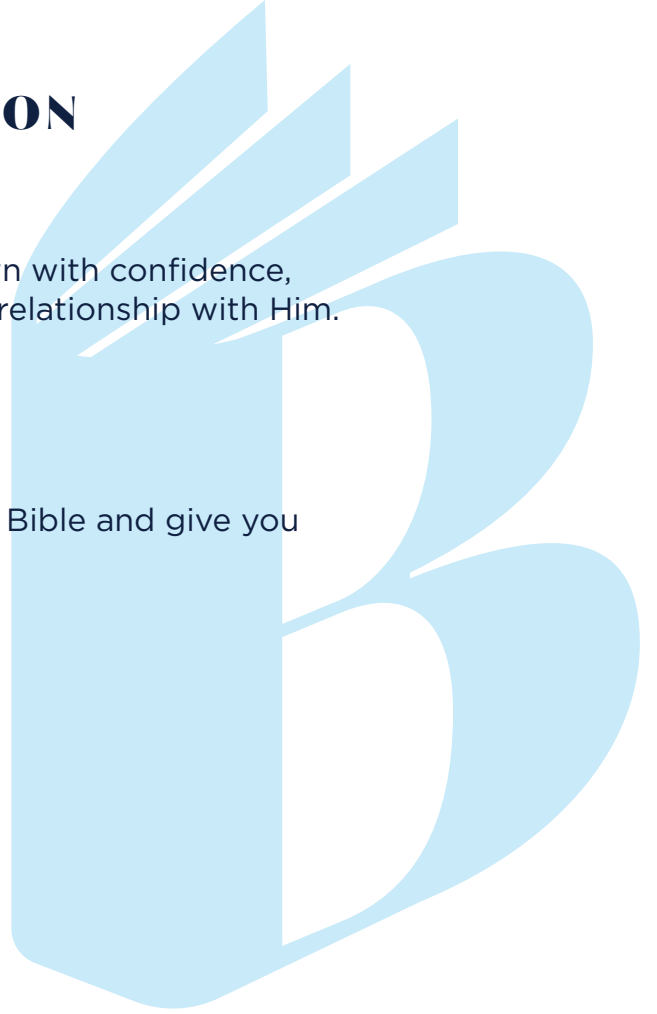 ON
n with confidence,
relationship with Him.
Bible and give you